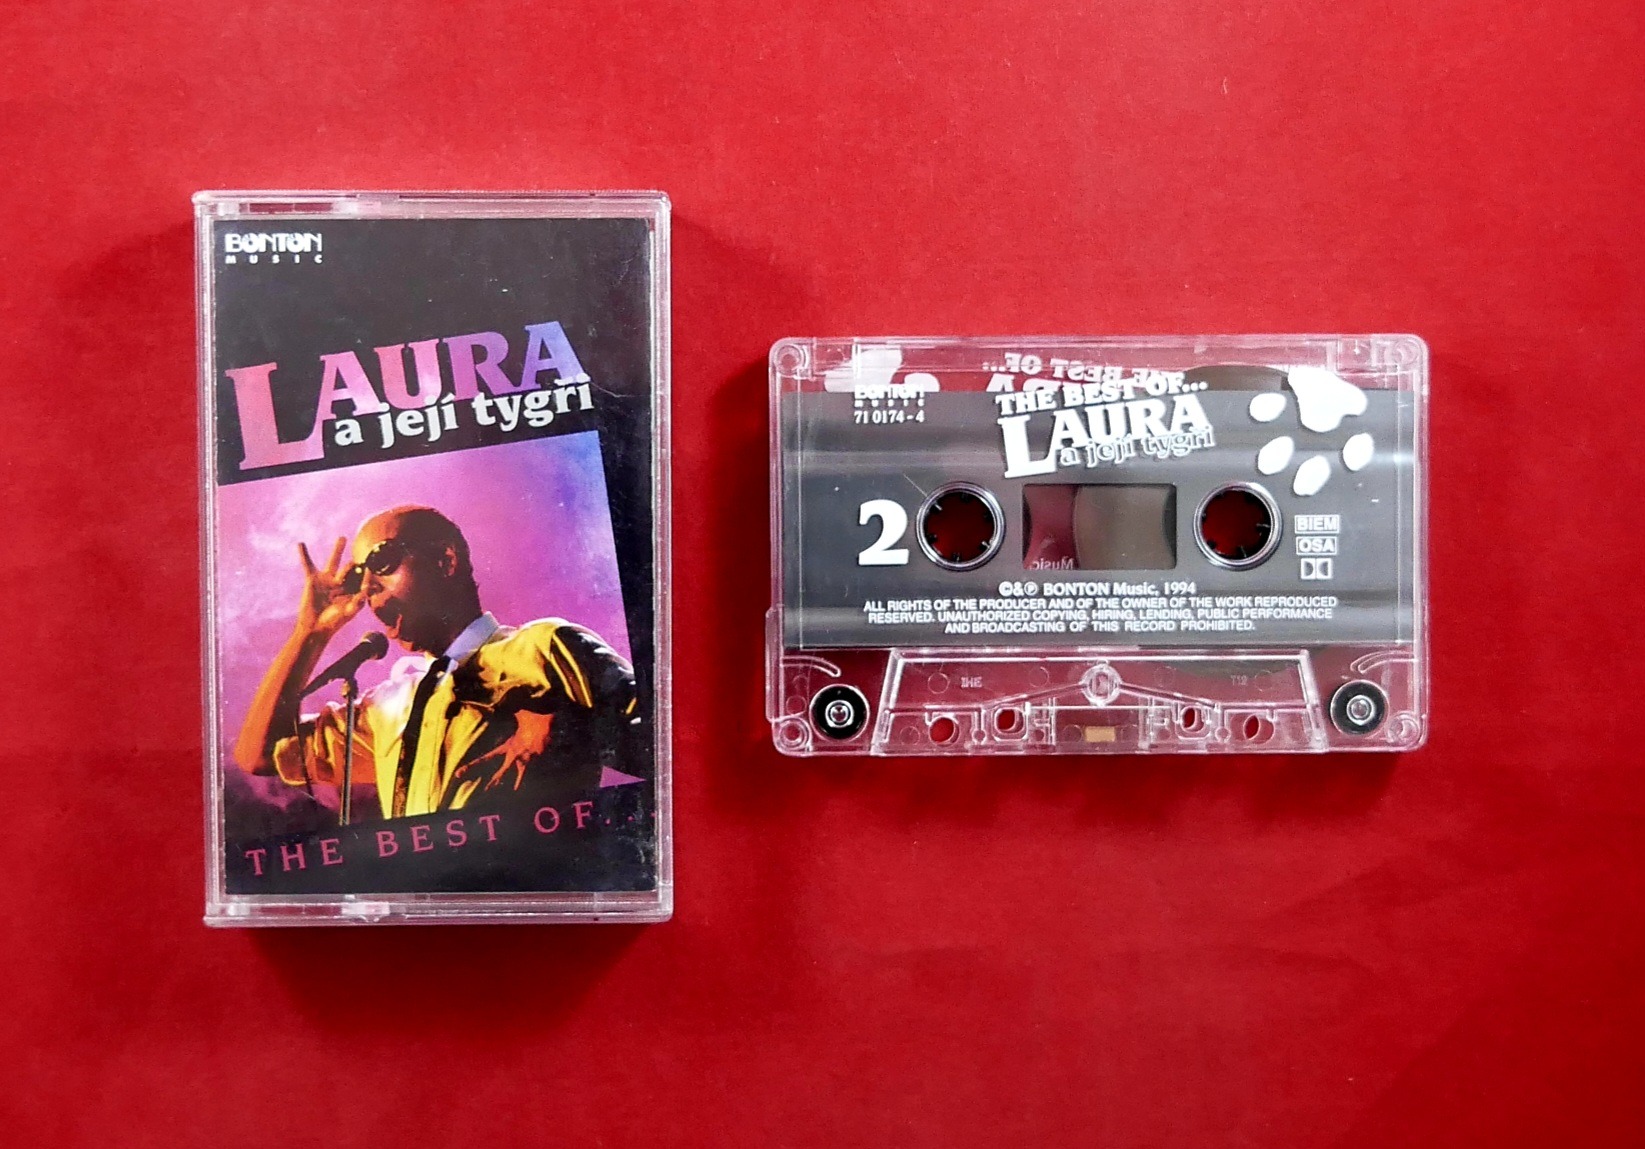 BONTON
MUSIC
LAURA
a její tygři
THE BEST OF...
BONTON
MUSIC
71 0174-4
THE BEST OF...
LAURA
a její tygři
2
BIEM
OSA
©&℗ BONTON Music, 1994
ALL RIGHTS OF THE PRODUCER AND OF THE OWNER OF THE WORK REPRODUCED
RESERVED. UNAUTHORIZED COPYING, HIRING, LENDING, PUBLIC PERFORMANCE
AND BROADCASTING OF THIS RECORD PROHIBITED.